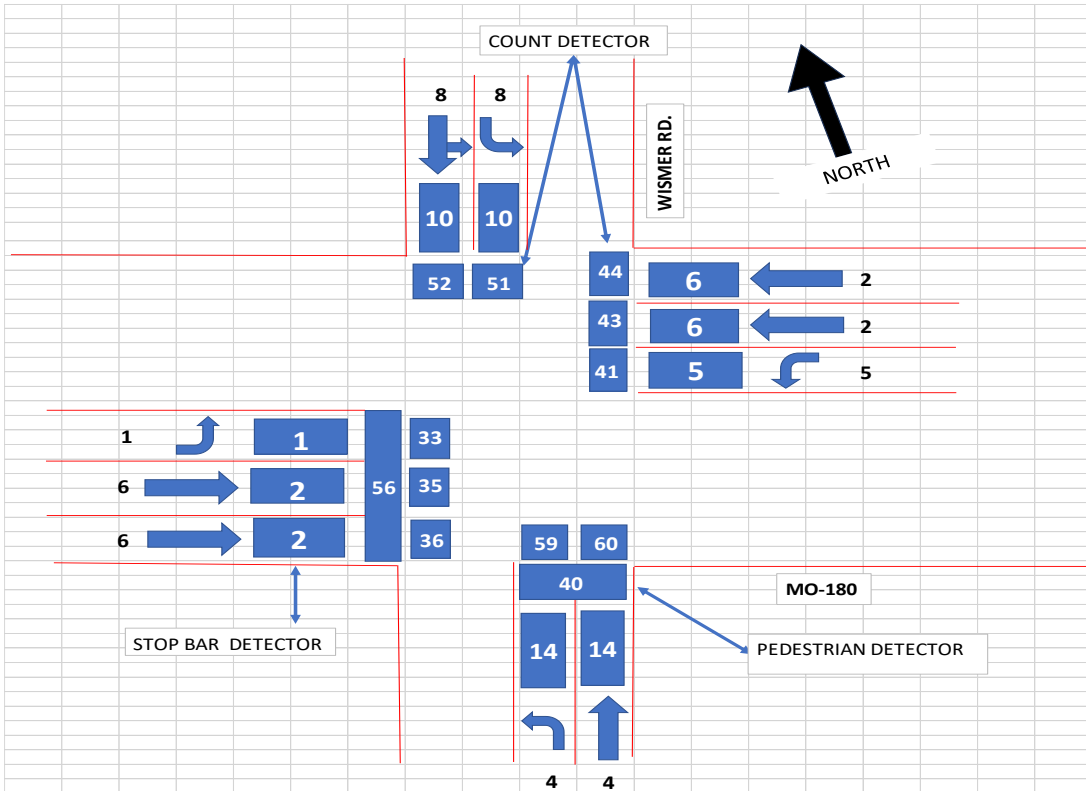 COUNT DETECTOR
8 8
WISMER RD.
NORTH
10 10
52 51
44 6 2
43 6 2
41 5 5
1 1 33
6 2 35
56
6 2 36
59 60
40
MO-180
STOP BAR DETECTOR
14 14
PEDESTRIAN DETECTOR
4 4